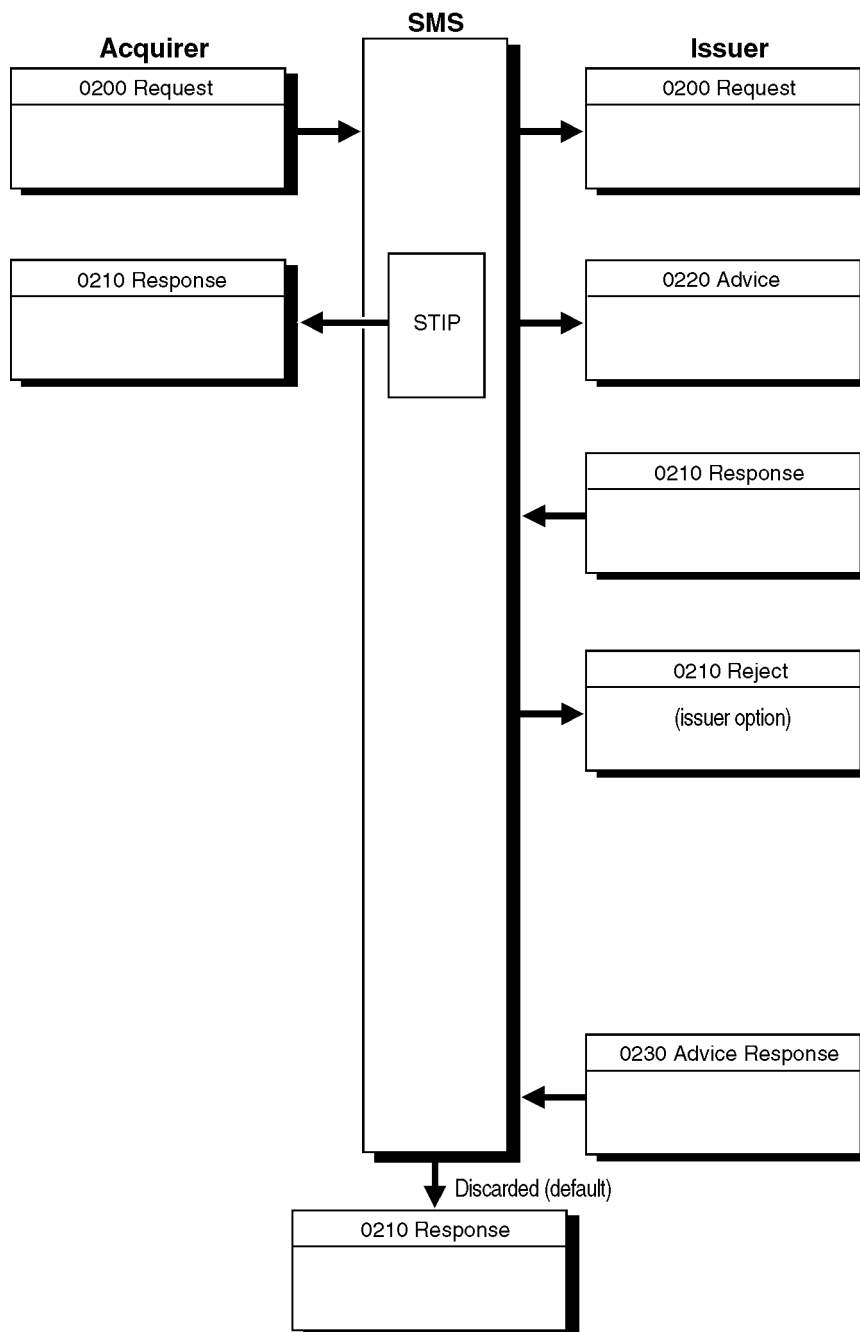 SMS
Acquirer
Issuer
0200 Request
0200 Request
0210 Response
STIP
0220 Advice
0210 Response
0210 Reject
(issuer option)
0230 Advice Response
Discarded (default)
0210 Response